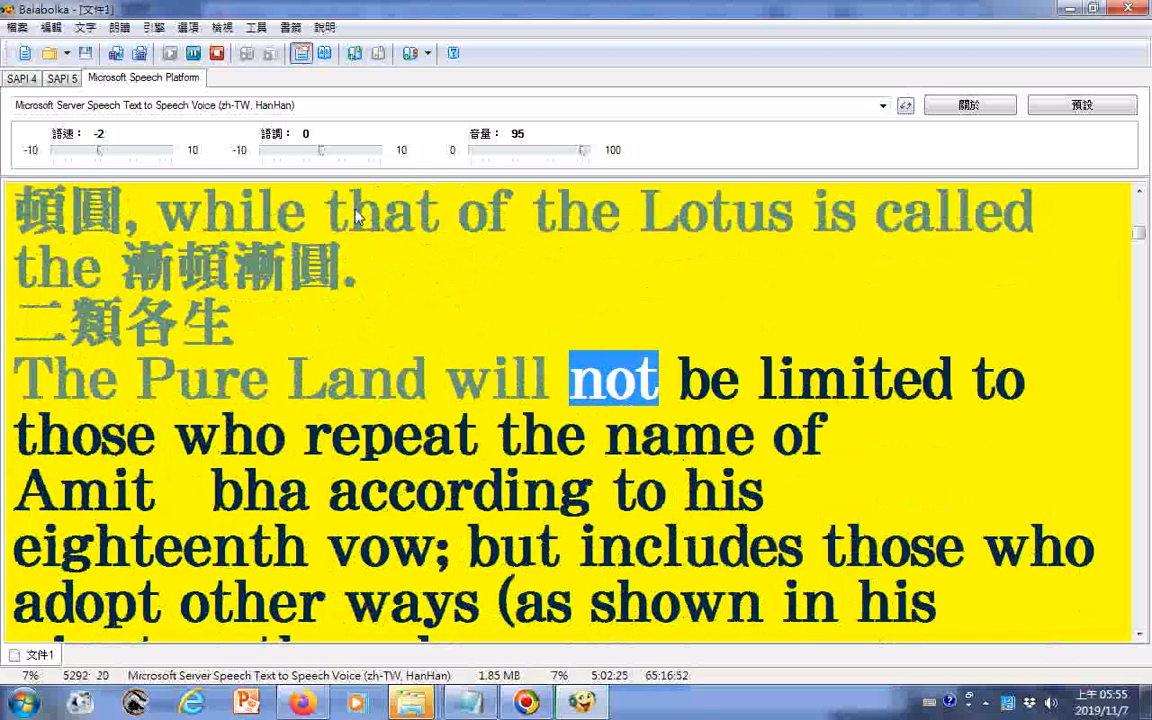 Balabolka - [文件1]
檔案 編輯 文字 朗讀 引擎 選項 檢視 工具 書籤 說明
SAPI 4 SAPI 5 Microsoft Speech Platform
Microsoft Server Speech Text to Speech Voice (zh-TW, HanHan) 關於 預設
語速： -2 語調： 0 音量： 95
-10 10 -10 10 0 100
頓圓, while that of the Lotus is called
the 漸頓漸圓.
二類各生
The Pure Land will not be limited to
those who repeat the name of
Amit bha according to his
eighteenth vow; but includes those who
adopt other ways (as shown in his
文件1
7% 5292: 20 Microsoft Server Speech Text to Speech Voice (zh-TW, HanHan) 1.85 MB 7% 5:02:25 65:16:52
上午 05:55
2019/11/7